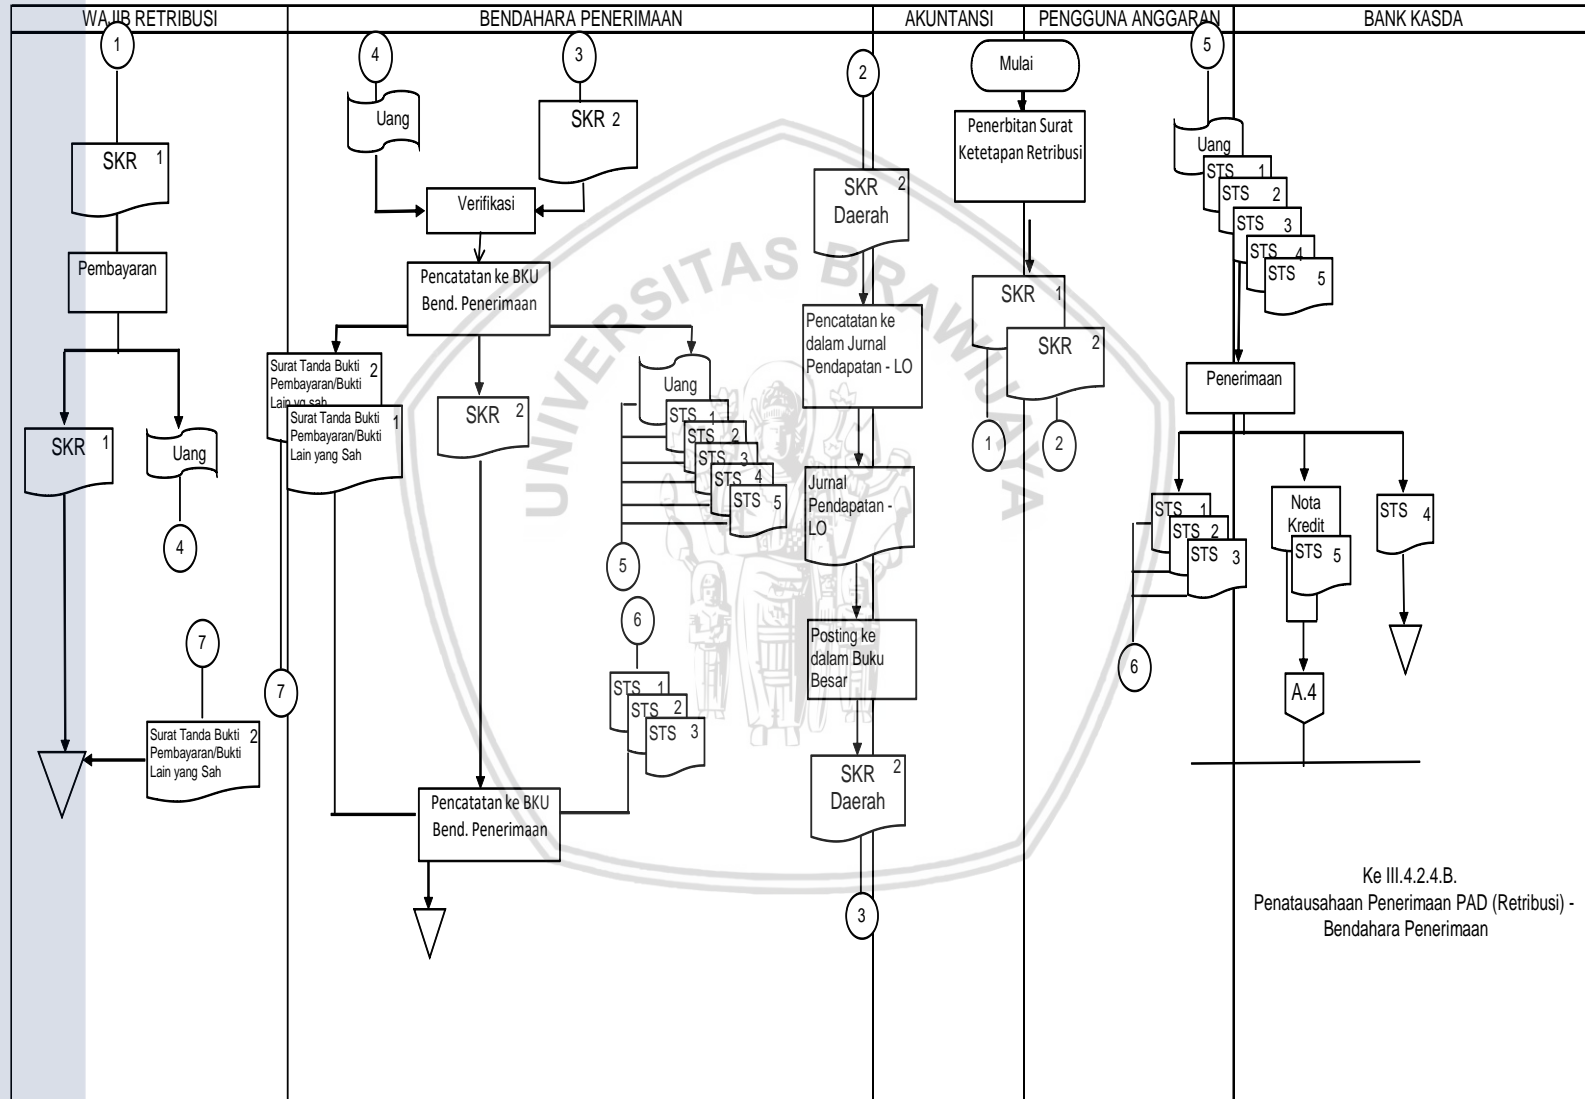 WAJIB RETRIBUSI
BENDAHARA PENERIMAAN
AKUNTANSI
PENGGUNA ANGGARAN
BANK KASDA
1
SKR 1
Pembayaran
SKR 1
Uang
4
7
Surat Tanda Bukti 2
Pembayaran/Bukti
Lain yang Sah
4
Uang
3
SKR 2
Verifikasi
Pencatatan ke BKU
Bend. Penerimaan
Surat Tanda Bukti 2
Pembayaran/Bukti
Lain yg sah
Surat Tanda Bukti 1
Pembayaran/Bukti
Lain yang Sah
7
SKR 2
Uang
STS 1
STS 2
STS 3
STS 4
STS 5
5
6
STS 1
STS 2
STS 3
Pencatatan ke BKU
Bend. Penerimaan
2
SKR 2
Daerah
Pencatatan ke
dalam Jurnal
Pendapatan - LO
Jurnal
Pendapatan -
LO
Posting ke
dalam Buku
Besar
SKR 2
Daerah
3
Mulai
Penerbitan Surat
Ketetapan Retribusi
SKR 1
SKR 2
1
2
5
Uang
STS 1
STS 2
STS 3
STS 4
STS 5
Penerimaan
STS 1
STS 2
STS 3
6
Nota
Kredit
STS 5
A.4
STS 4
Ke III.4.2.4.B.
Penatausahaan Penerimaan PAD (Retribusi) -
Bendahara Penerimaan
UNIVERSITAS BRAWIJAYA